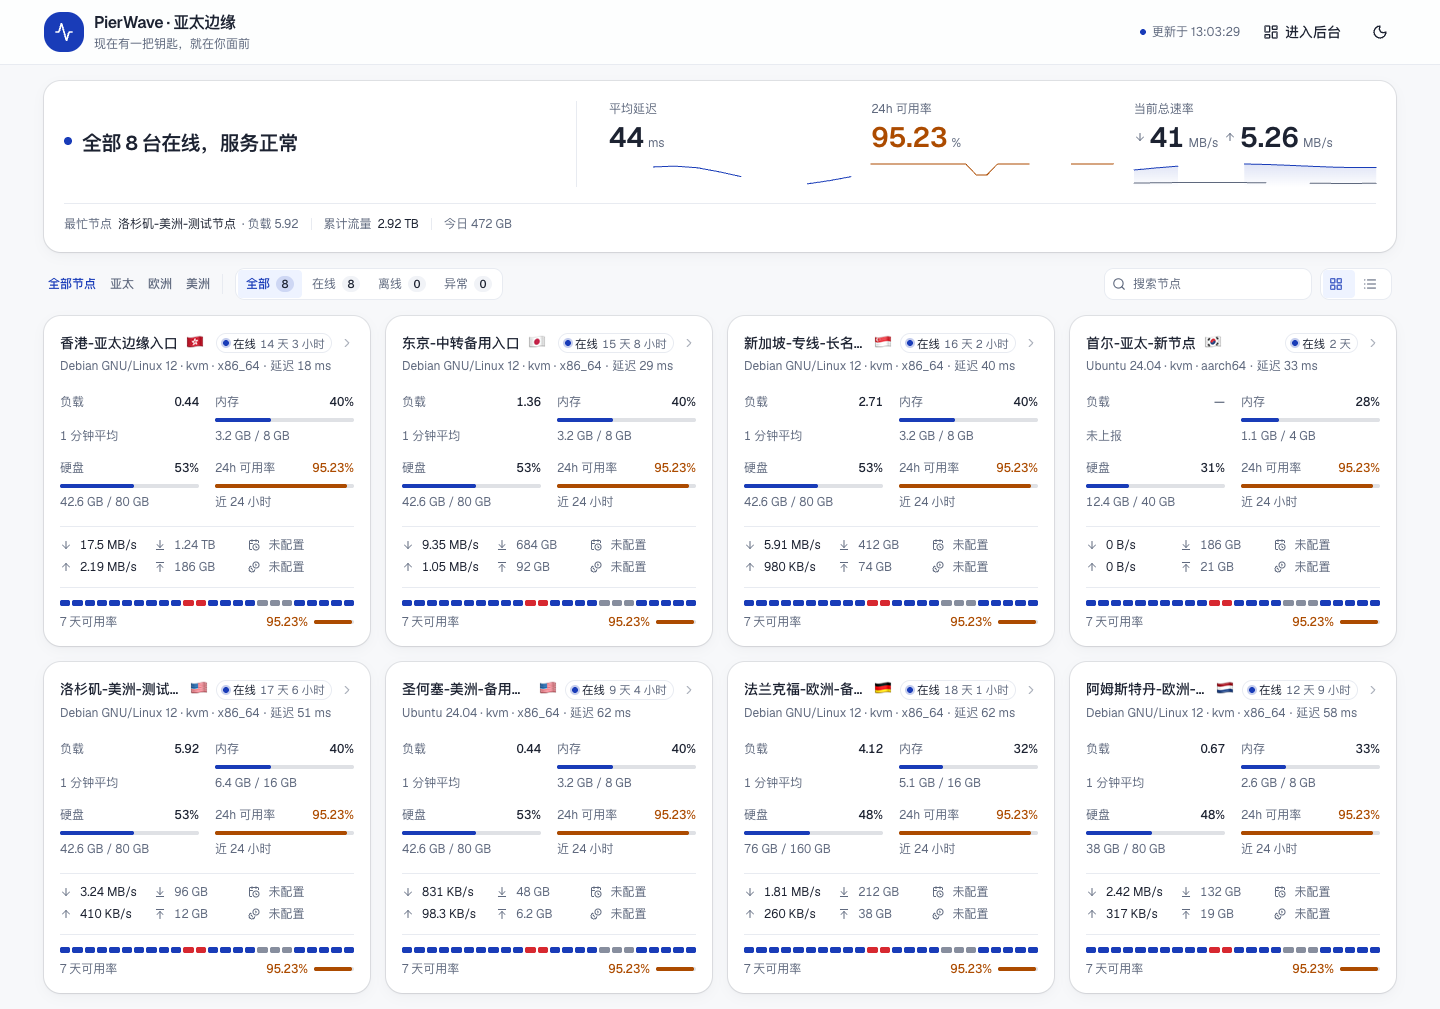 PierWave · 亚太边缘
现在有一把钥匙，就在你面前
更新于 13:03:29
进入后台
全部 8 台在线，服务正常
平均延迟
44 ms
24h 可用率
95.23 %
当前总速率
41 MB/s 5.26 MB/s
最忙节点 洛杉矶-美洲-测试节点 · 负载 5.92
累计流量 2.92 TB
今日 472 GB
全部节点 亚太 欧洲 美洲
全部 8 在线 8 离线 0 异常 0
搜索节点
香港-亚太边缘入口 在线 14 天 3 小时
Debian GNU/Linux 12 · kvm · x86_64 · 延迟 18 ms
负载 0.44 内存 40%
1 分钟平均 3.2 GB / 8 GB
硬盘 53% 24h 可用率 95.23%
42.6 GB / 80 GB 近 24 小时
17.5 MB/s 1.24 TB 未配置
2.19 MB/s 186 GB 未配置
7 天可用率 95.23%
东京-中转备用入口 在线 15 天 8 小时
Debian GNU/Linux 12 · kvm · x86_64 · 延迟 29 ms
负载 1.36 内存 40%
1 分钟平均 3.2 GB / 8 GB
硬盘 53% 24h 可用率 95.23%
42.6 GB / 80 GB 近 24 小时
9.35 MB/s 684 GB 未配置
1.05 MB/s 92 GB 未配置
7 天可用率 95.23%
新加坡-专线-长名... 在线 16 天 2 小时
Debian GNU/Linux 12 · kvm · x86_64 · 延迟 40 ms
负载 2.71 内存 40%
1 分钟平均 3.2 GB / 8 GB
硬盘 53% 24h 可用率 95.23%
42.6 GB / 80 GB 近 24 小时
5.91 MB/s 412 GB 未配置
980 KB/s 74 GB 未配置
7 天可用率 95.23%
首尔-亚太-新节点 在线 2 天
Ubuntu 24.04 · kvm · aarch64 · 延迟 33 ms
负载 — 内存 28%
未上报 1.1 GB / 4 GB
硬盘 31% 24h 可用率 95.23%
12.4 GB / 40 GB 近 24 小时
0 B/s 186 GB 未配置
0 B/s 21 GB 未配置
7 天可用率 95.23%
洛杉矶-美洲-测试... 在线 17 天 6 小时
Debian GNU/Linux 12 · kvm · x86_64 · 延迟 51 ms
负载 5.92 内存 40%
1 分钟平均 6.4 GB / 16 GB
硬盘 53% 24h 可用率 95.23%
42.6 GB / 80 GB 近 24 小时
3.24 MB/s 96 GB 未配置
410 KB/s 12 GB 未配置
7 天可用率 95.23%
圣何塞-美洲-备用... 在线 9 天 4 小时
Ubuntu 24.04 · kvm · x86_64 · 延迟 62 ms
负载 0.44 内存 40%
1 分钟平均 3.2 GB / 8 GB
硬盘 53% 24h 可用率 95.23%
42.6 GB / 80 GB 近 24 小时
831 KB/s 48 GB 未配置
98.3 KB/s 6.2 GB 未配置
7 天可用率 95.23%
法兰克福-欧洲-备... 在线 18 天 1 小时
Debian GNU/Linux 12 · kvm · x86_64 · 延迟 62 ms
负载 4.12 内存 32%
1 分钟平均 5.1 GB / 16 GB
硬盘 48% 24h 可用率 95.23%
76 GB / 160 GB 近 24 小时
1.81 MB/s 212 GB 未配置
260 KB/s 38 GB 未配置
7 天可用率 95.23%
阿姆斯特丹-欧洲-... 在线 12 天 9 小时
Debian GNU/Linux 12 · kvm · x86_64 · 延迟 58 ms
负载 0.67 内存 33%
1 分钟平均 2.6 GB / 8 GB
硬盘 48% 24h 可用率 95.23%
38 GB / 80 GB 近 24 小时
2.42 MB/s 132 GB 未配置
317 KB/s 19 GB 未配置
7 天可用率 95.23%